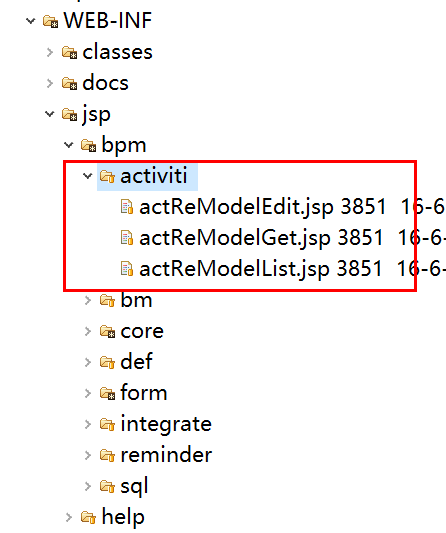 WEB-INF
classes
docs
jsp
bpm
activiti
actReModelEdit.jsp 3851 16-6
actReModelGet.jsp 3851 16-6-
actReModelList.jsp 3851 16-6-
bm
core
def
form
integrate
reminder
sql
help